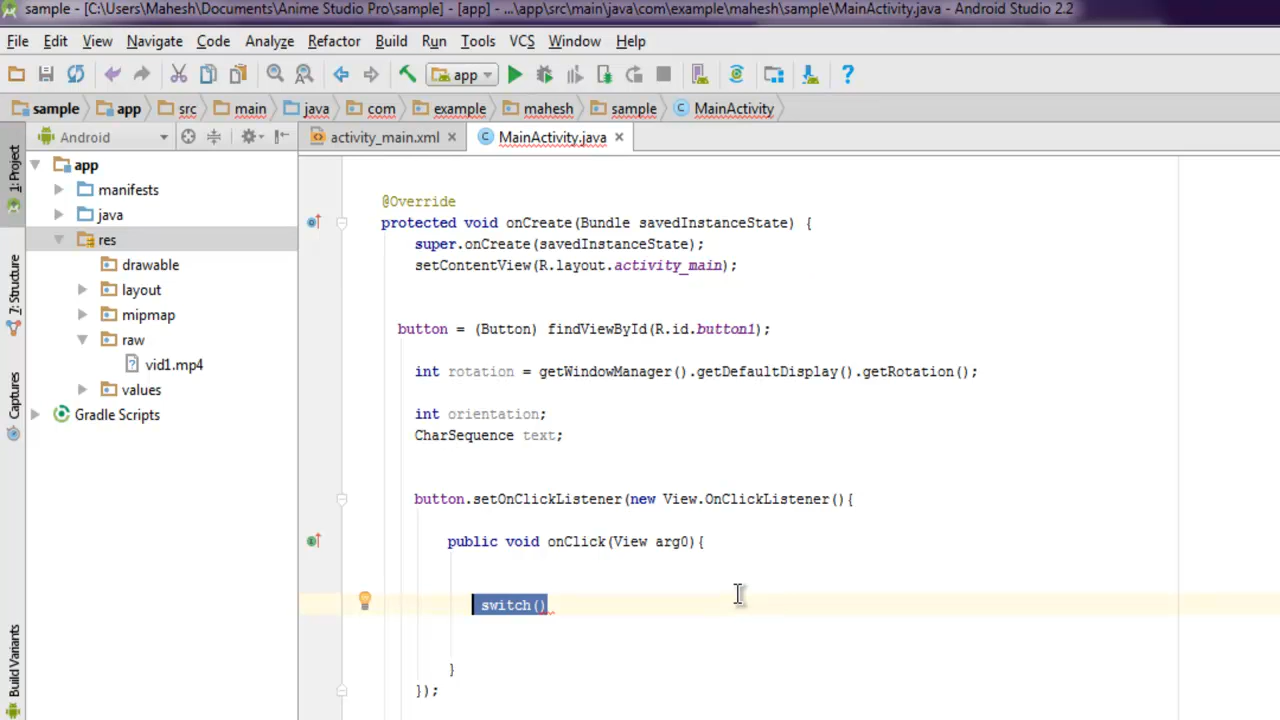 sample - [C:\Users\Mahesh\Documents\Anime Studio Pro\sample] - [app] - ...\app\src\main\java\com\example\mahesh\sample\MainActivity.java - Android Studio 2.2
File Edit View Navigate Code Analyze Refactor Build Run Tools VCS Window Help
app
sample app src main java com example mahesh sample MainActivity
Android activity_main.xml MainActivity.java
1: Project
7: Structure
Captures
Build Variants
app
manifests
java
res
drawable
layout
mipmap
raw
vid1.mp4
values
Gradle Scripts
@Override
protected void onCreate(Bundle savedInstanceState) {
super.onCreate(savedInstanceState);
setContentView(R.layout.activity_main);
button = (Button) findViewById(R.id.button1);
int rotation = getWindowManager().getDefaultDisplay().getRotation();
int orientation;
CharSequence text;
button.setOnClickListener(new View.OnClickListener(){
public void onClick(View arg0){
switch()
}
});